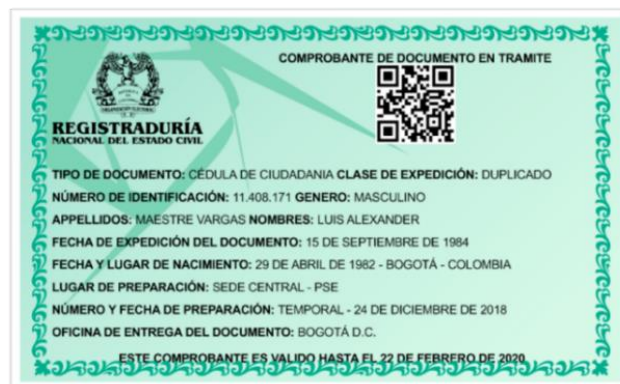 COMPROBANTE DE DOCUMENTO EN TRAMITE
REGISTRADURÍA
NACIONAL DEL ESTADO CIVIL
TIPO DE DOCUMENTO: CÉDULA DE CIUDADANIA CLASE DE EXPEDICIÓN: DUPLICADO
NÚMERO DE IDENTIFICACIÓN: 11.408.171 GENERO: MASCULINO
APPELLIDOS: MAESTRE VARGAS NOMBRES: LUIS ALEXANDER
FECHA DE EXPEDICIÓN DEL DOCUMENTO: 15 DE SEPTIEMBRE DE 1984
FECHA Y LUGAR DE NACIMIENTO: 29 DE ABRIL DE 1982 - BOGOTÁ - COLOMBIA
LUGAR DE PREPARACIÓN: SEDE CENTRAL - PSE
NÚMERO Y FECHA DE PREPARACIÓN: TEMPORAL - 24 DE DICIEMBRE DE 2018
OFICINA DE ENTREGA DEL DOCUMENTO: BOGOTÁ D.C.
ESTE COMPROBANTE ES VALIDO HASTA EL 22 DE FEBRERO DE 2020